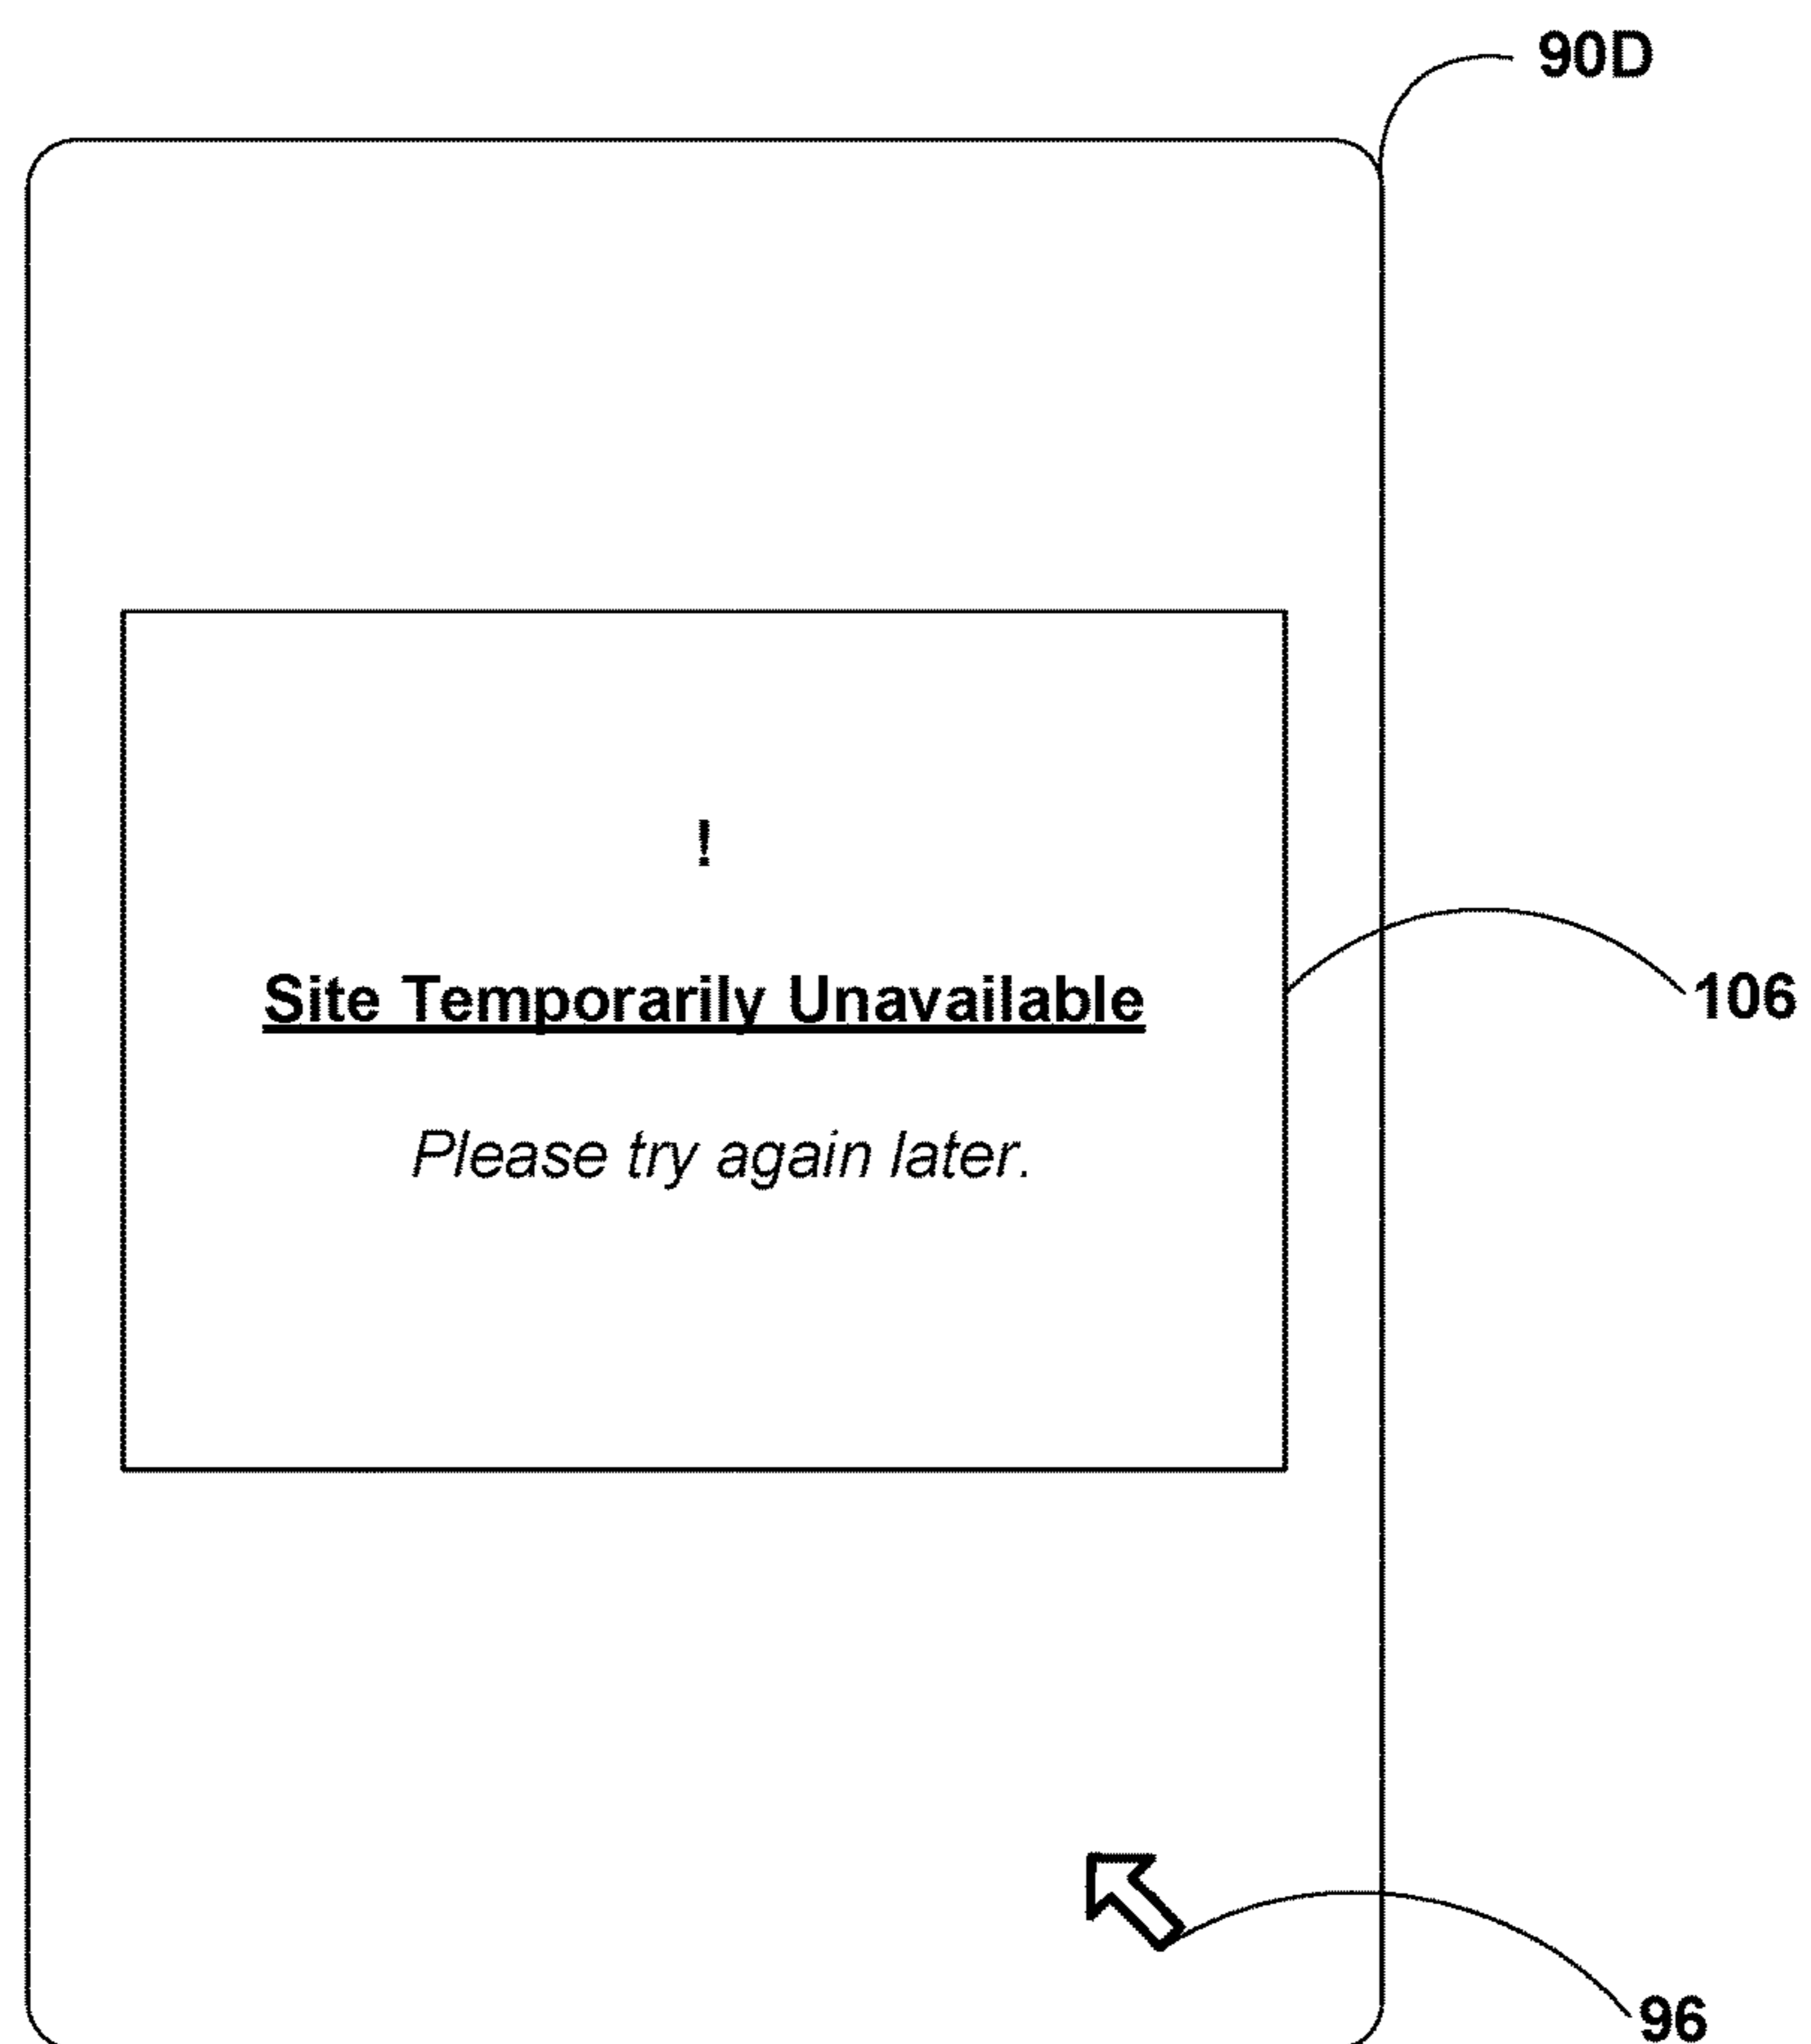 90D
!
Site Temporarily Unavailable
106
Please try again later.
96